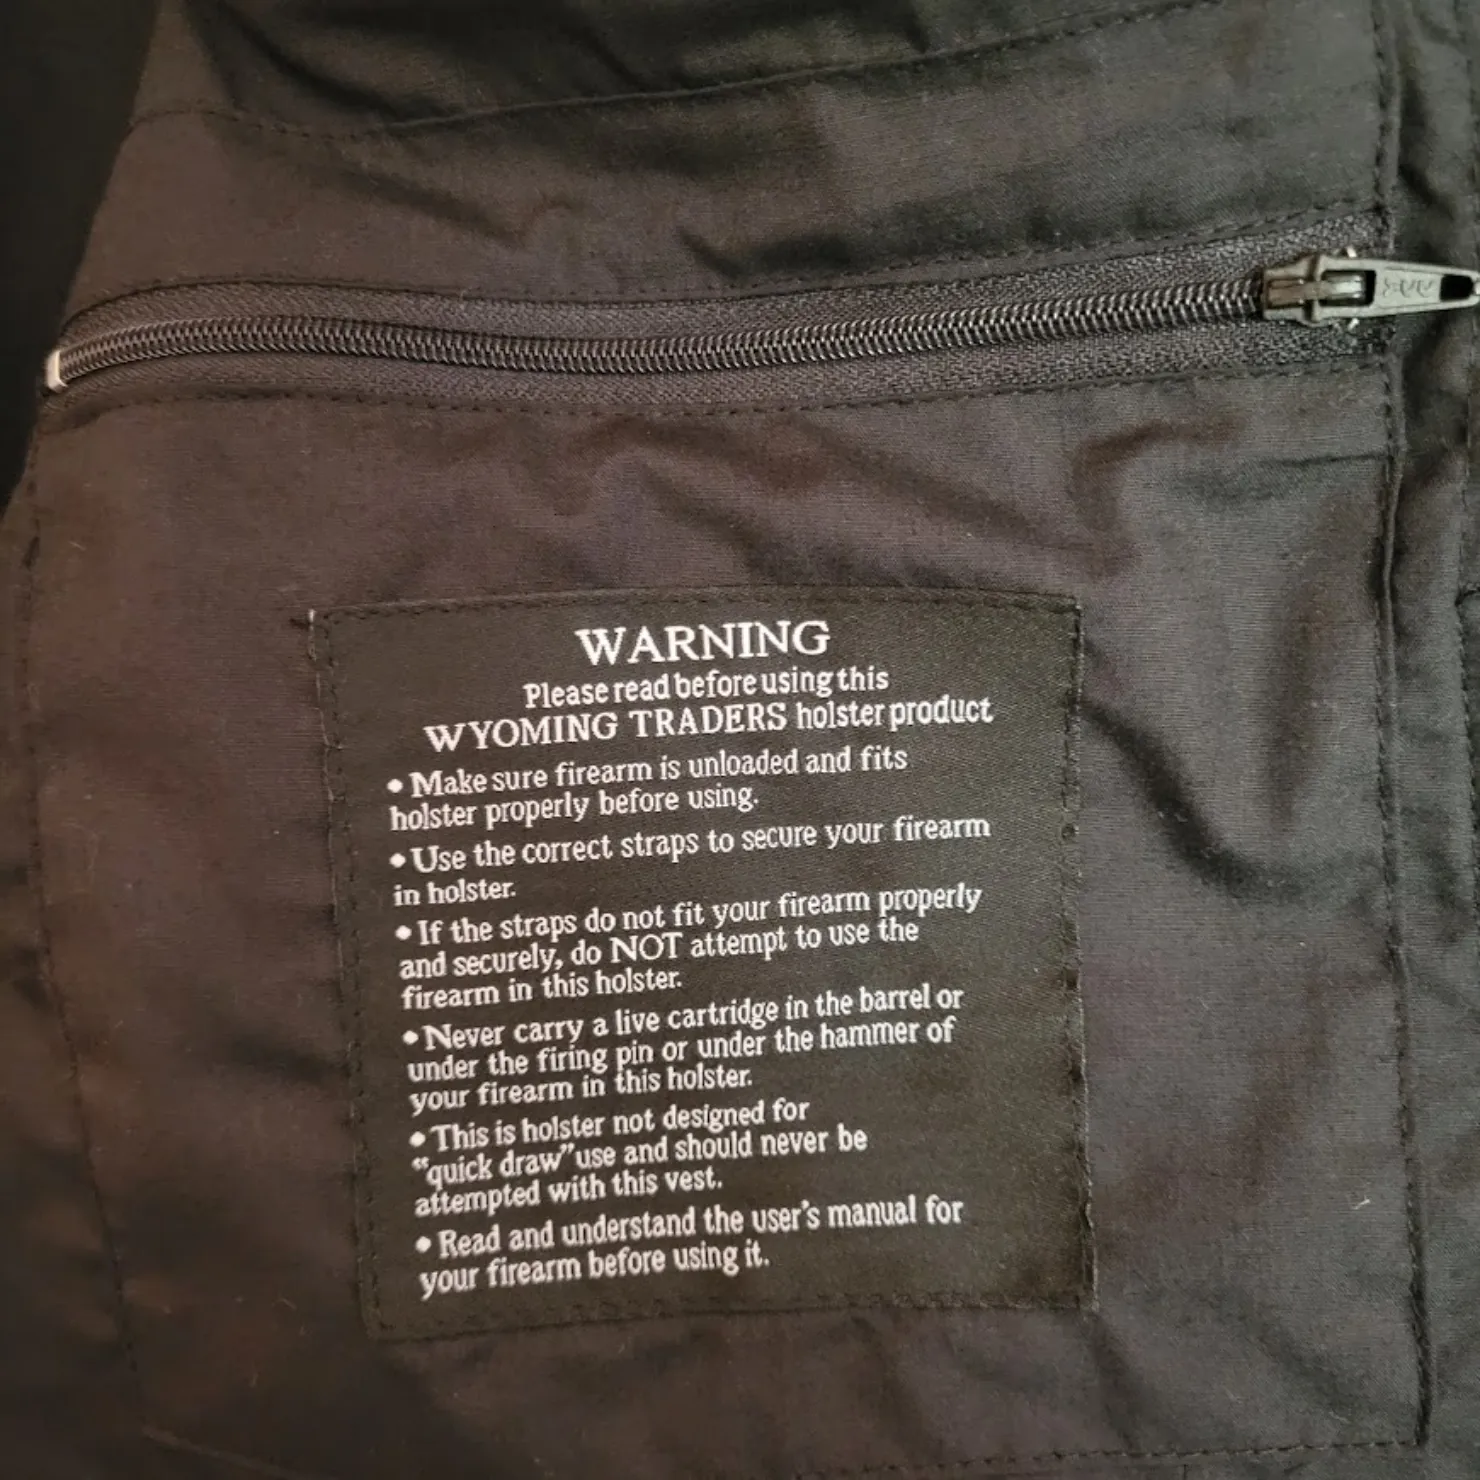 WARNING
Please read before using this
WYOMING TRADERS holster product
• Make sure firearm is unloaded and fits
holster properly before using.
• Use the correct straps to secure your firearm
in holster.
• If the straps do not fit your firearm properly
and securely, do NOT attempt to use the
firearm in this holster.
• Never carry a live cartridge in the barrel or
under the firing pin or under the hammer of
your firearm in this holster.
• This is holster not designed for
“quick draw” use and should never be
attempted with this vest.
• Read and understand the user's manual for
your firearm before using it.